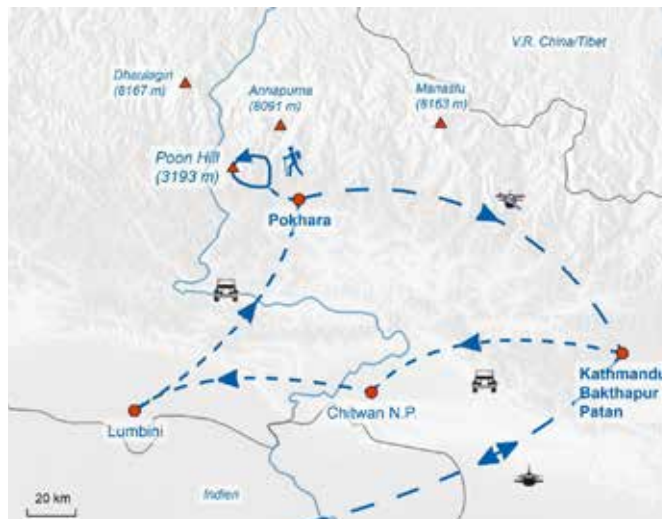 V.R. China/Tibet
Dhaulagiri
(8167 m)
Annapurna
(8091 m)
Manaslu
(8163 m)
Poon Hill
(3193 m)
Pokhara
Kathmandu
Bakthapur
Patan
Chitwan N.P.
Lumbini
Indien
20 km